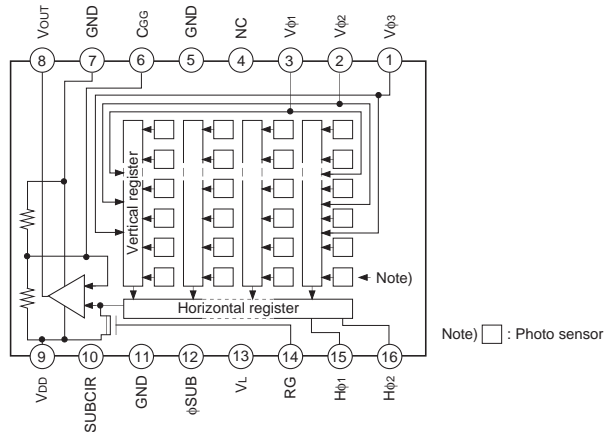 VOUT
GND
CGG
GND
NC
Vφ1
Vφ2
Vφ3
8
7
6
5
4
3
2
1
Vertical register
Note)
Horizontal register
Note) : Photo sensor
9
10
11
12
13
14
15
16
VDD
SUBCIR
GND
φSUB
VL
RG
Hφ1
Hφ2